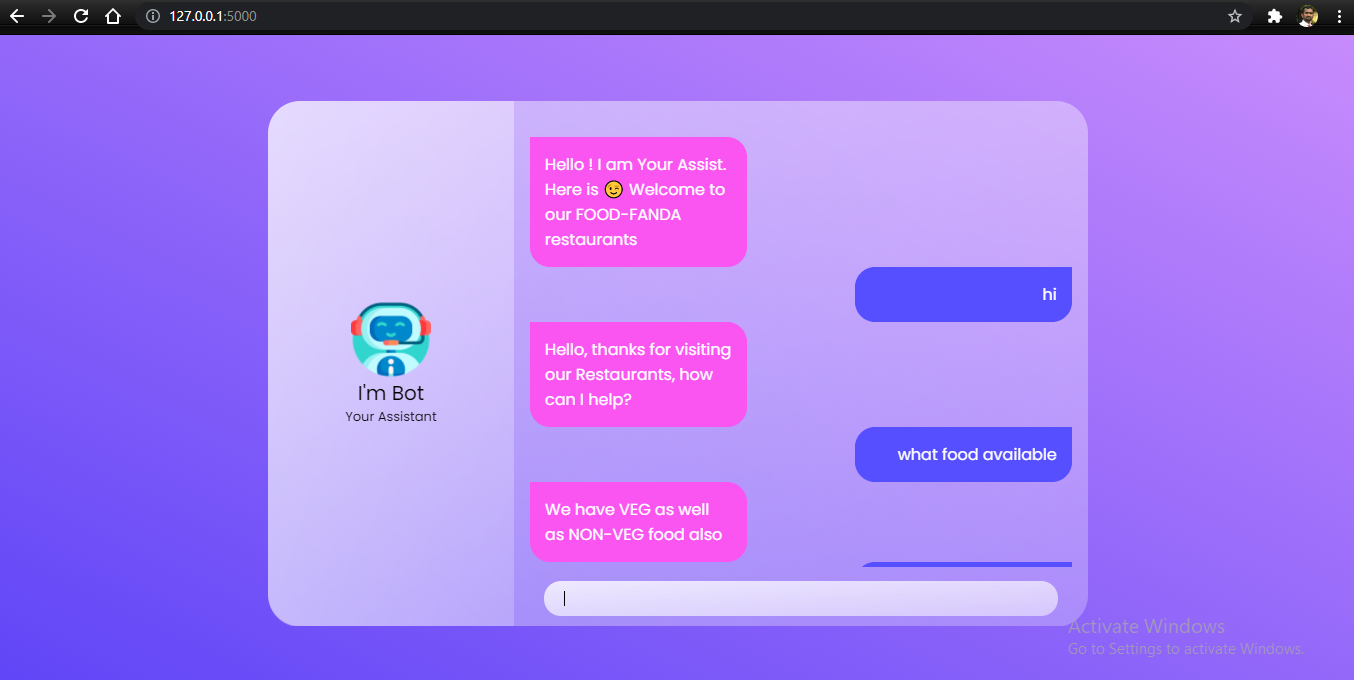 127.0.0.1:5000
Hello ! I am Your Assist.
Here is 😉 Welcome to
our FOOD-FANDA
restaurants
hi
Hello, thanks for visiting
our Restaurants, how
can I help?
what food available
We have VEG as well
as NON-VEG food also
I'm Bot
Your Assistant
Activate Windows
Go to Settings to activate Windows.